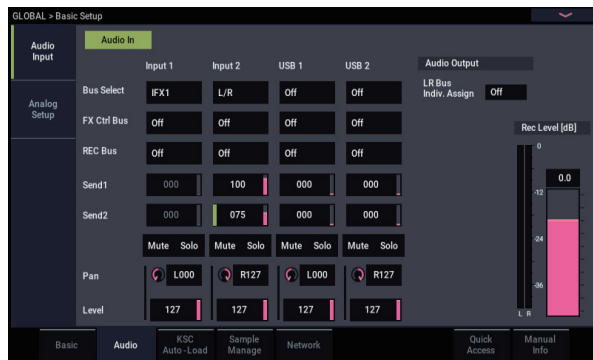 GLOBAL > Basic Setup
Audio
Input
Analog
Setup
Audio In
Input 1 Input 2 USB 1 USB 2
Bus Select IFX1 L/R Off Off
FX Ctrl Bus Off Off Off Off
REC Bus Off Off Off Off
Send1 000 100 000 000
Send2 000 075 000 000
Mute Solo Mute Solo Mute Solo Mute Solo
Pan L000 R127 L000 R127
Level 127 127 127 127
Audio Output
LR Bus
Indiv. Assign Off
Rec Level [dB]
0
0.0
-12
-24
-36
L R
Basic Audio KSC
Auto-Load Sample
Manage Network Quick
Access Manual
Info